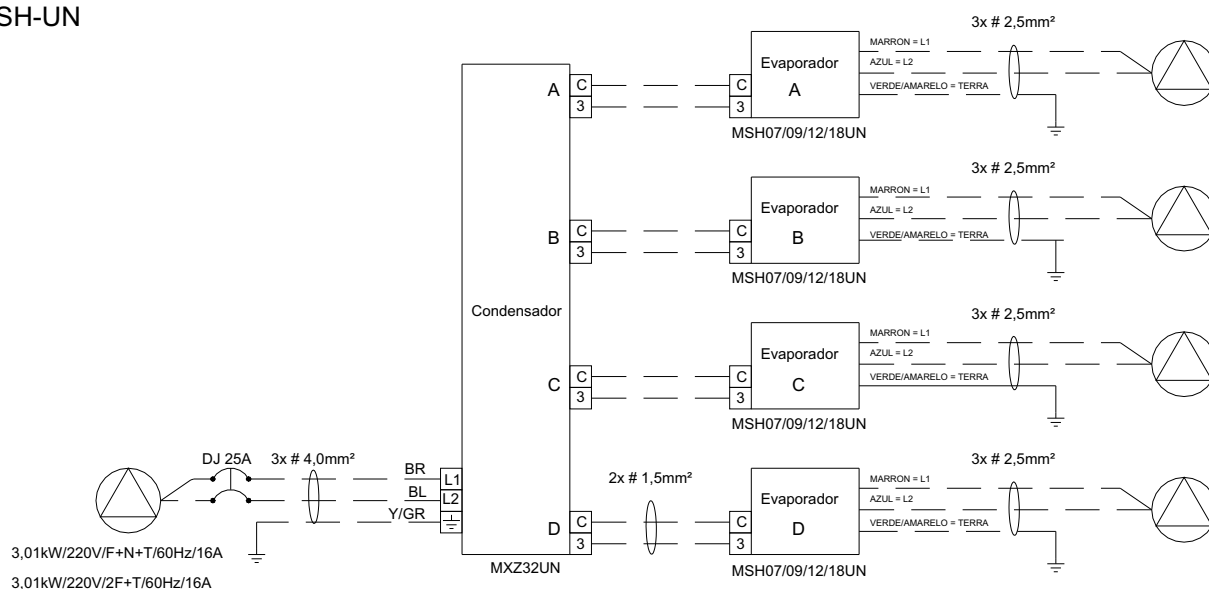 SH-UN
3x # 2,5mm²
MARRON = L1
Evaporador
AZUL = L2
A
C
C
A
VERDE/AMARELO = TERRA
3
3
MSH07/09/12/18UN
3x # 2,5mm²
MARRON = L1
Evaporador
AZUL = L2
B
C
C
B
VERDE/AMARELO = TERRA
3
3
MSH07/09/12/18UN
Condensador
3x # 2,5mm²
MARRON = L1
Evaporador
AZUL = L2
C
C
C
C
VERDE/AMARELO = TERRA
3
3
MSH07/09/12/18UN
DJ 25A
3x # 4,0mm²
BR
L1
BL
L2
Y/GR
2x # 1,5mm²
3x # 2,5mm²
MARRON = L1
Evaporador
AZUL = L2
D
C
C
D
VERDE/AMARELO = TERRA
3
3
MXZ32UN
MSH07/09/12/18UN
3,01kW/220V/F+N+T/60Hz/16A
3,01kW/220V/2F+T/60Hz/16A